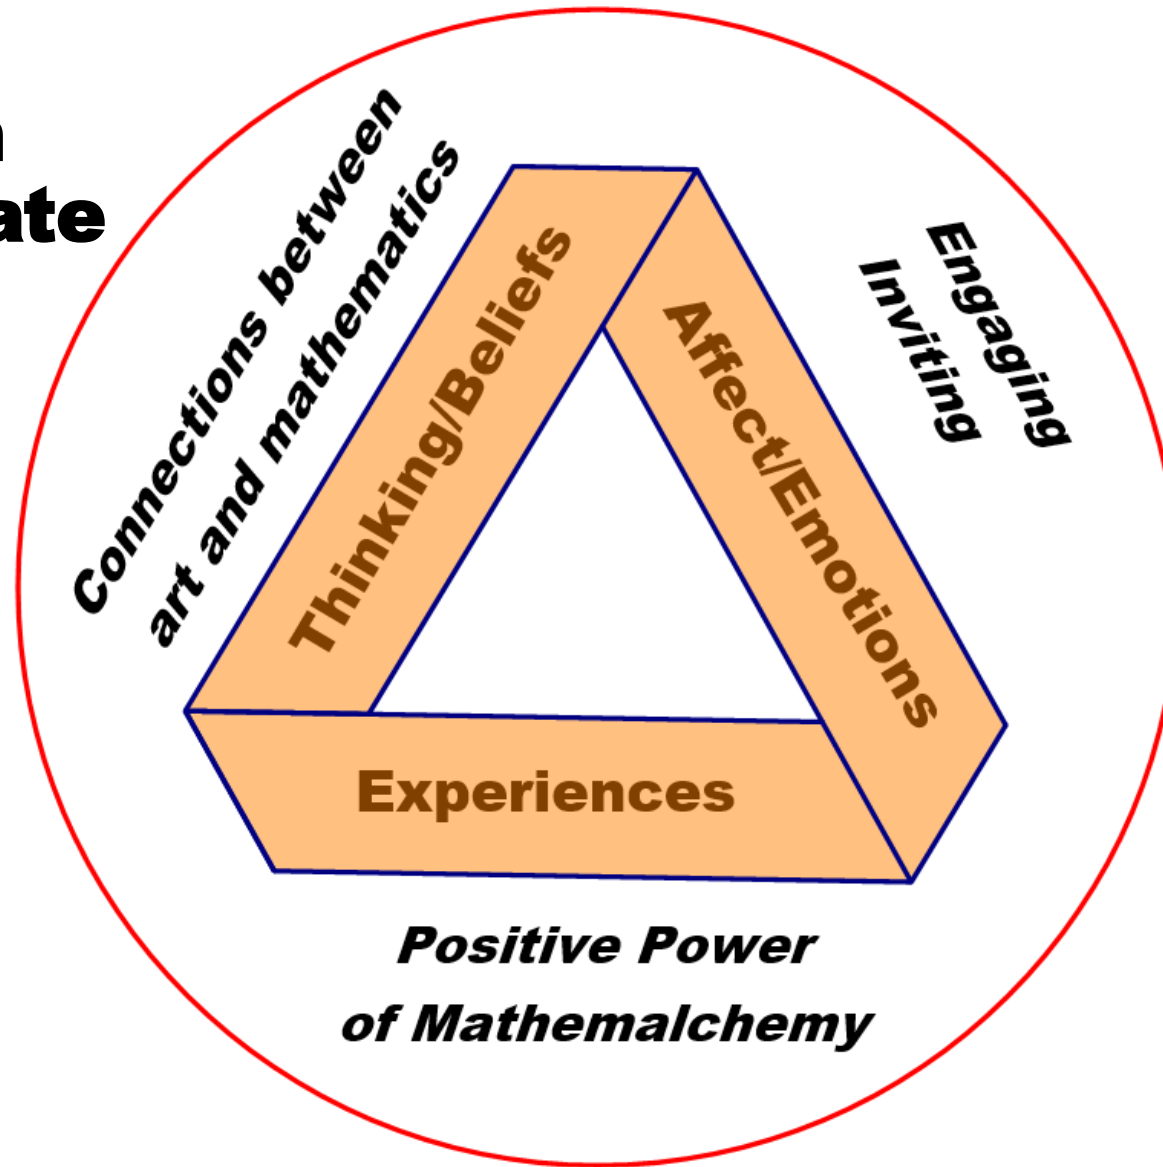 ate
Connections between
art and mathematics
Thinking/Beliefs
Affect/Emotions
Engaging
Inviting
Experiences
Positive Power
of Mathemalchemy